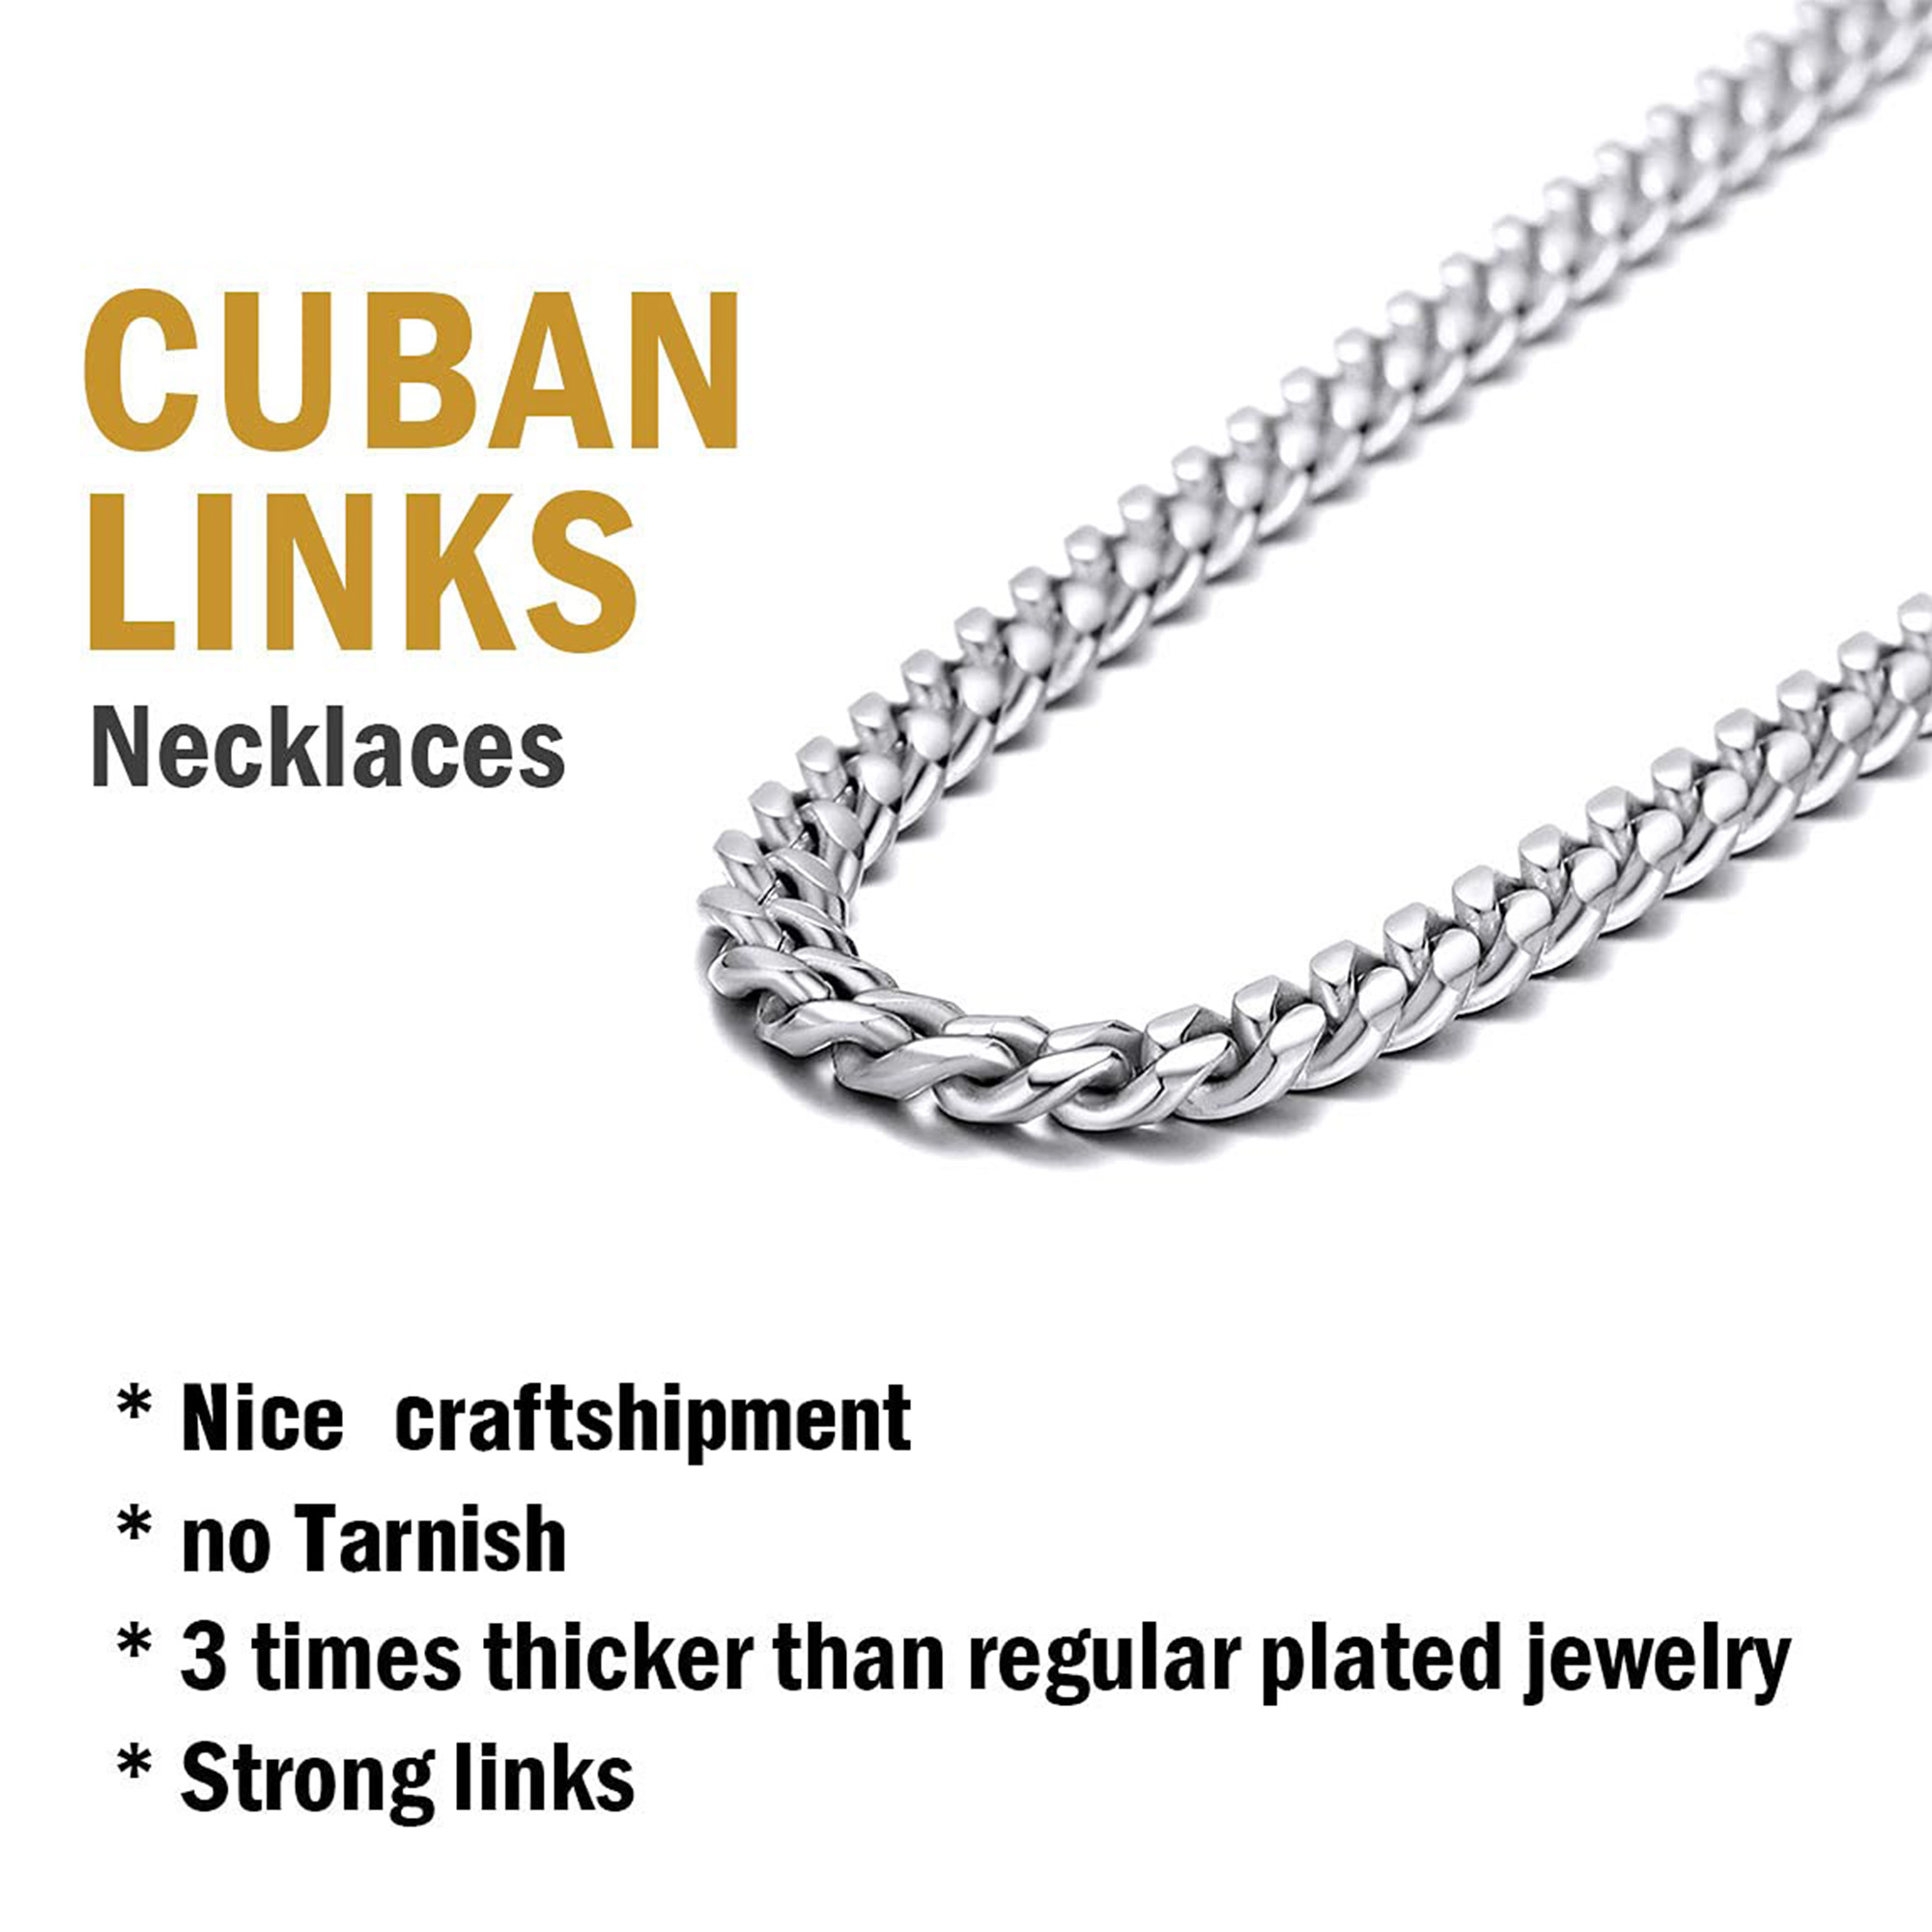 CUBAN
LINKS
Necklaces
* Nice craftshipment
* no Tarnish
* 3 times thicker than regular plated jewelry
* Strong links